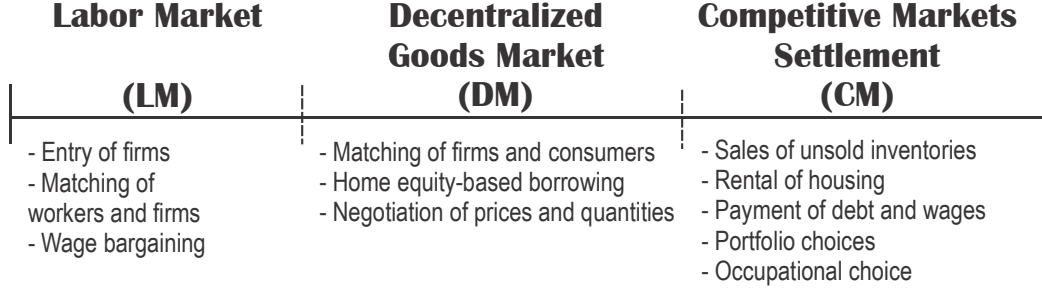 Labor Market
(LM)
Decentralized
Goods Market
(DM)
Competitive Markets
Settlement
(CM)
- Entry of firms
- Matching of
workers and firms
- Wage bargaining
- Matching of firms and consumers
- Home equity-based borrowing
- Negotiation of prices and quantities
- Sales of unsold inventories
- Rental of housing
- Payment of debt and wages
- Portfolio choices
- Occupational choice